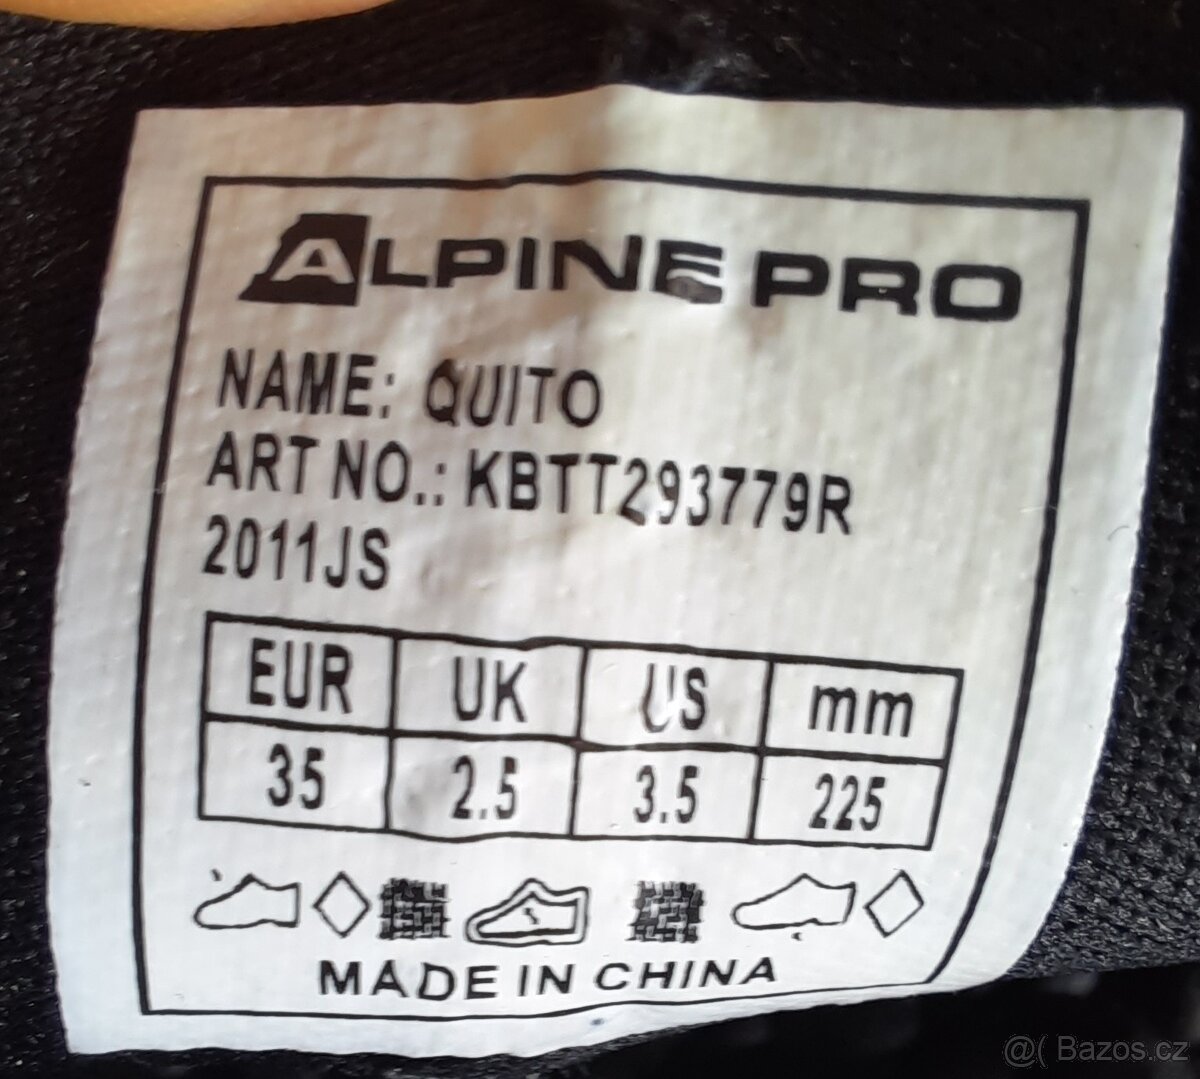 ALPINE PRO
NAME: QUITO
ART NO.: KBTT293779R
2011JS
EUR UK US mm
35 2.5 3.5 225
MADE IN CHINA
@( Bazos.cz